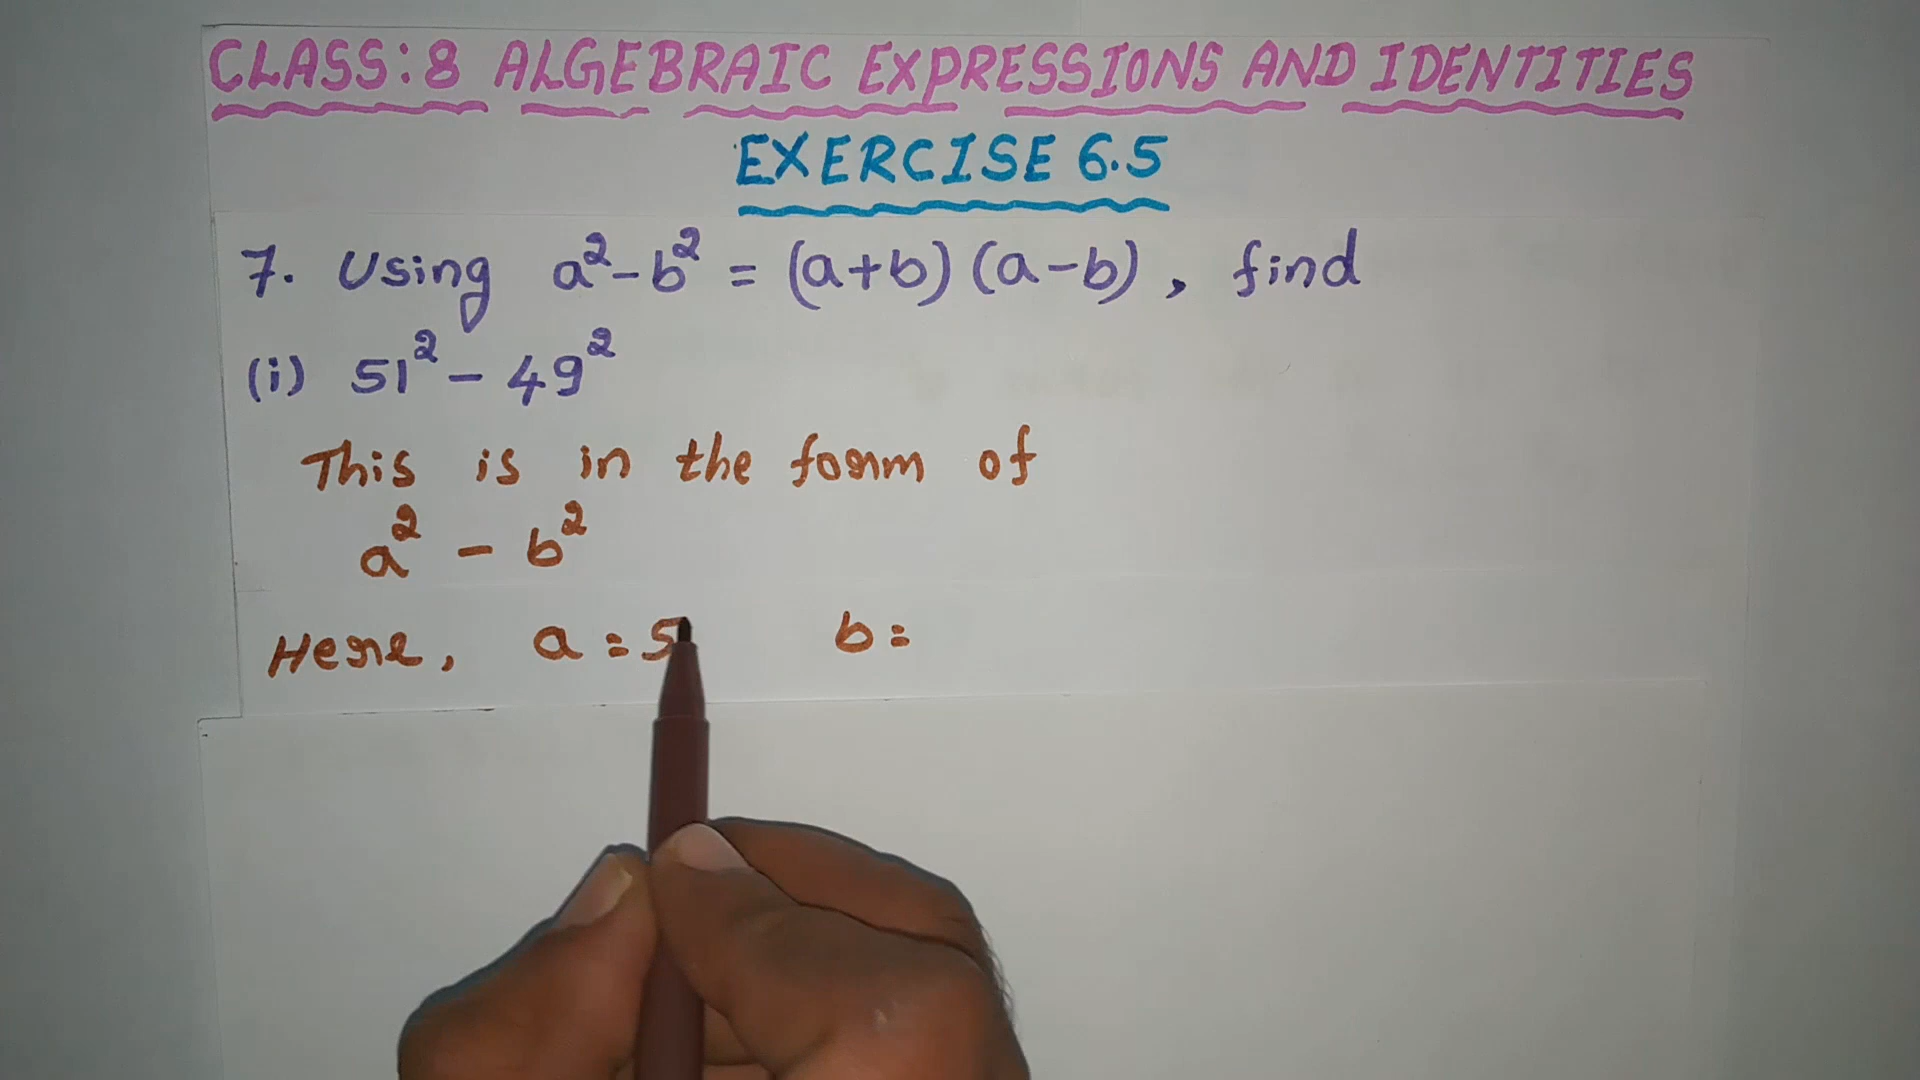 CLASS:8 ALGEBRAIC EXPRESSIONS AND IDENTITIES
EXERCISE 6.5
7. Using a²-b² = (a+b) (a-b), find
(i) 51² - 49²
This is in the form of
a² - b²
Here, a = 5 b =